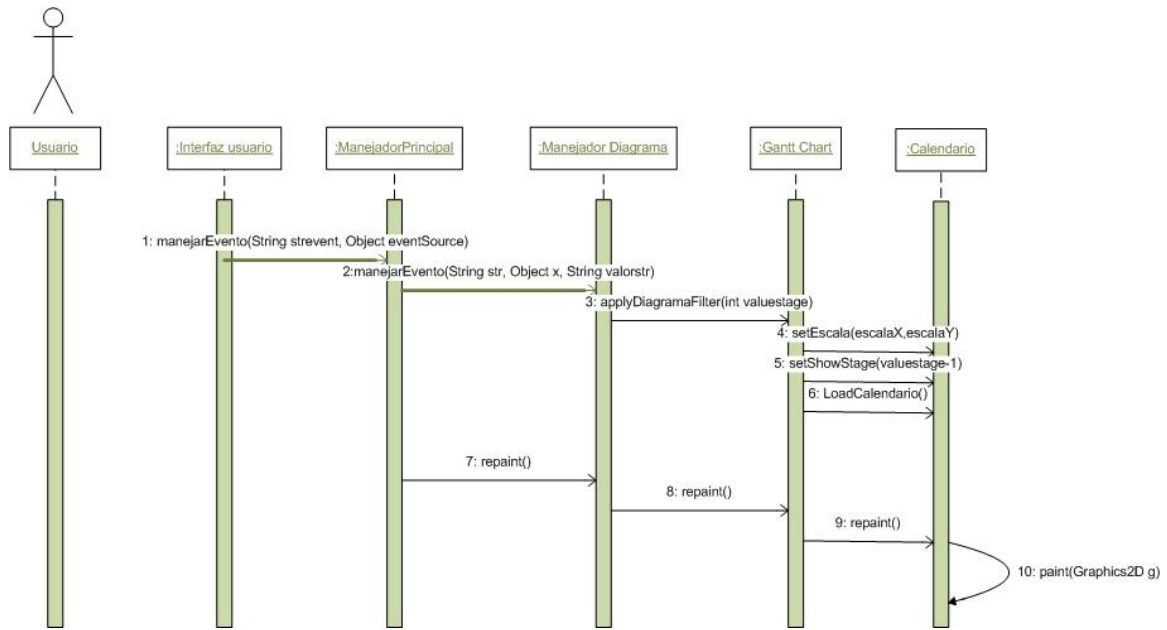 Usuario
:Interfaz usuario
:ManejadorPrincipal
:Manejador Diagrama
:Gantt Chart
:Calendario
1: manejarEvento(String strevent, Object eventSource)
2:manejarEvento(String str, Object x, String valorstr)
3: applyDiagramaFilter(int valuestage)
4: setEscala(escalaX,escalaY)
5: setShowStage(valuestage-1)
6: LoadCalendario()
7: repaint()
8: repaint()
9: repaint()
10: paint(Graphics2D g)